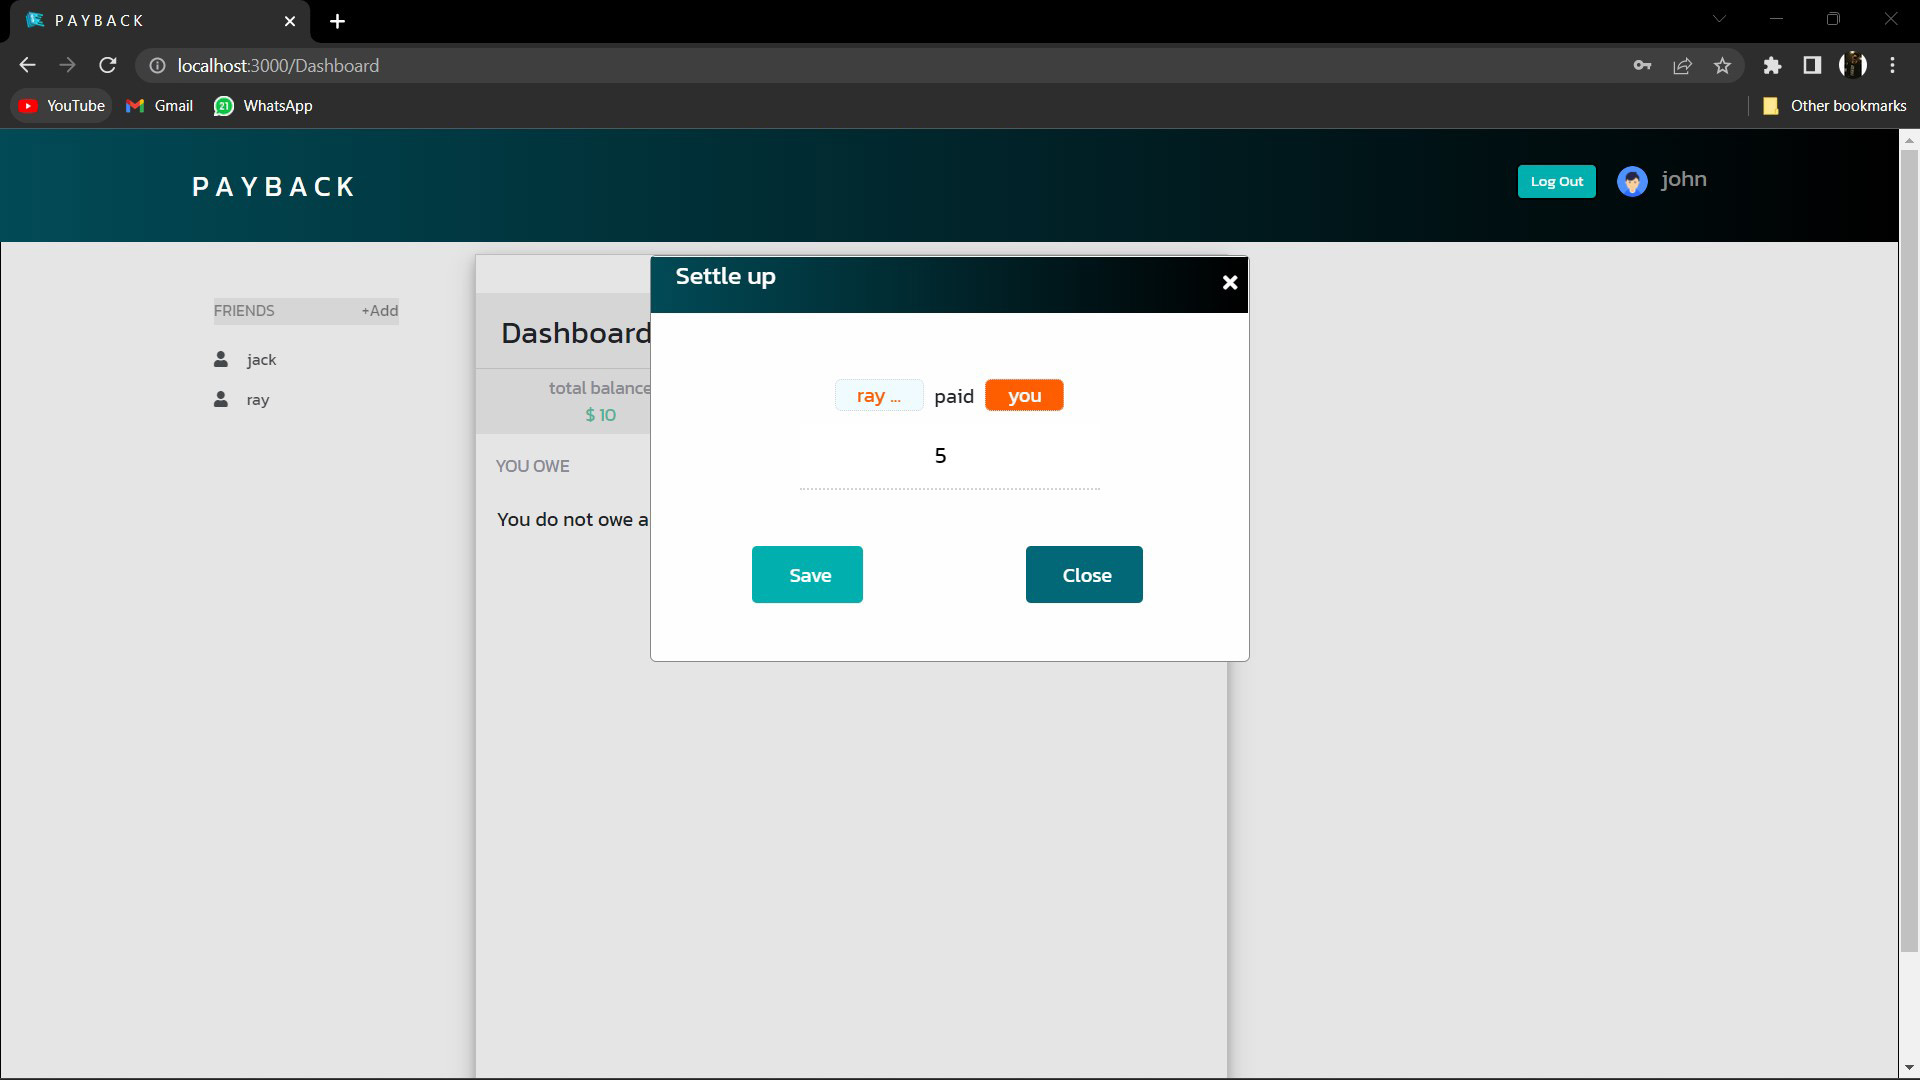 P A Y B A C K
localhost:3000/Dashboard
YouTube
Gmail
21
WhatsApp
Other bookmarks
PAYBACK
Log Out
john
Settle up
FRIENDS
+Add
jack
ray
Dashboard
total balance
$ 10
YOU OWE
You do not owe a
ray ...
paid
you
5
Save
Close